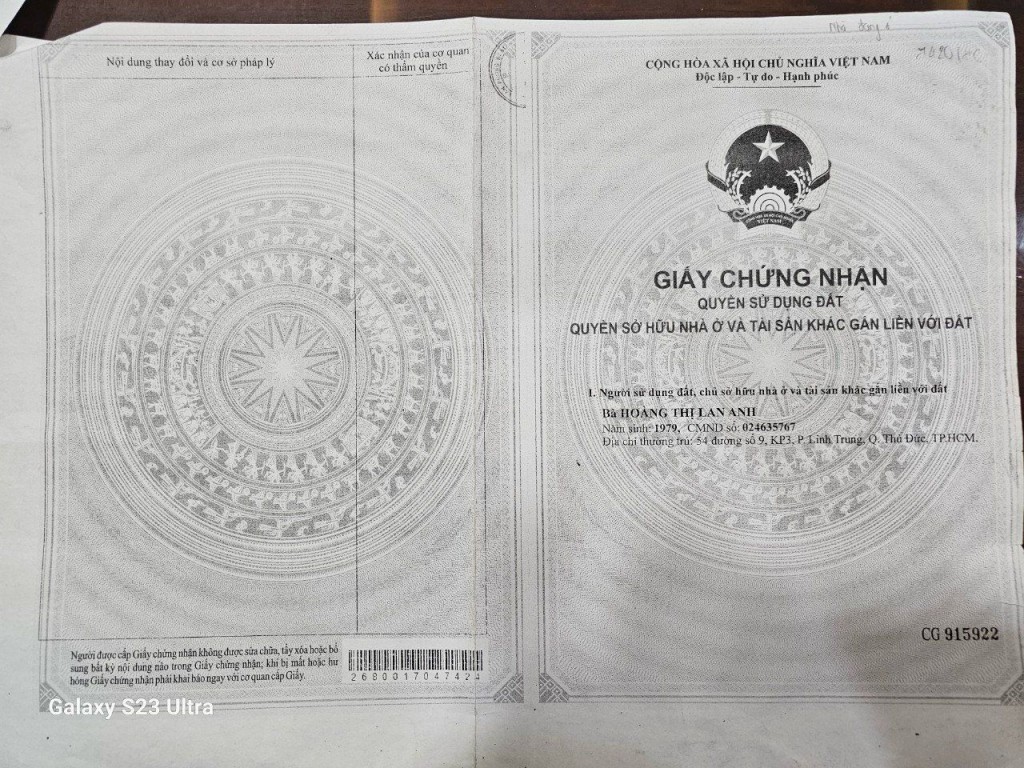 Nội dung thay đổi và cơ sở pháp lý
Xác nhận của cơ quan
có thẩm quyền
Người được cấp Giấy chứng nhận không được sửa chữa, tẩy xóa hoặc bổ
sung bất kỳ nội dung nào trong Giấy chứng nhận; khi bị mất hoặc hư
hỏng Giấy chứng nhận phải khai báo ngay với cơ quan cấp Giấy.
2680017047424
CỘNG HÒA XÃ HỘI CHỦ NGHĨA VIỆT NAM
Độc lập - Tự do - Hạnh phúc
VIỆT NAM
GIẤY CHỨNG NHẬN
QUYỀN SỬ DỤNG ĐẤT
QUYỀN SỞ HỮU NHÀ Ở VÀ TÀI SẢN KHÁC GẮN LIỀN VỚI ĐẤT
I. Người sử dụng đất, chủ sở hữu nhà ở và tài sản khác gắn liền với đất
Bà HOÀNG THỊ LAN ANH
Năm sinh: 1979, CMND số: 024635767
Địa chỉ thường trú: 54 đường số 9, KP3, P. Linh Trung, Q. Thủ Đức, TP.HCM.
CG 915922
Galaxy S23 Ultra